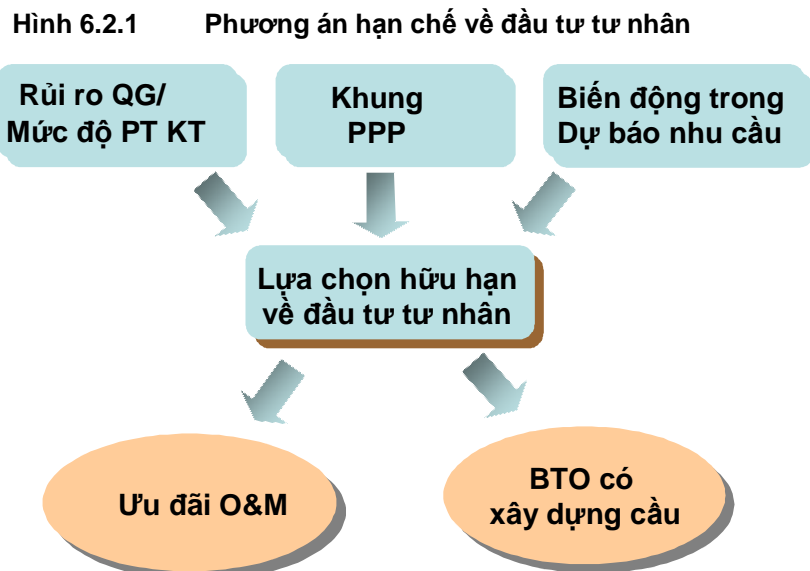 Hình 6.2.1 Phương án hạn chế về đầu tư tư nhân
Rủi ro QG/
Mức độ PT KT
Khung
PPP
Biến động trong
Dự báo nhu cầu
Lựa chọn hữu hạn
về đầu tư tư nhân
Ưu đãi O&M
BTO có
xây dựng cầu